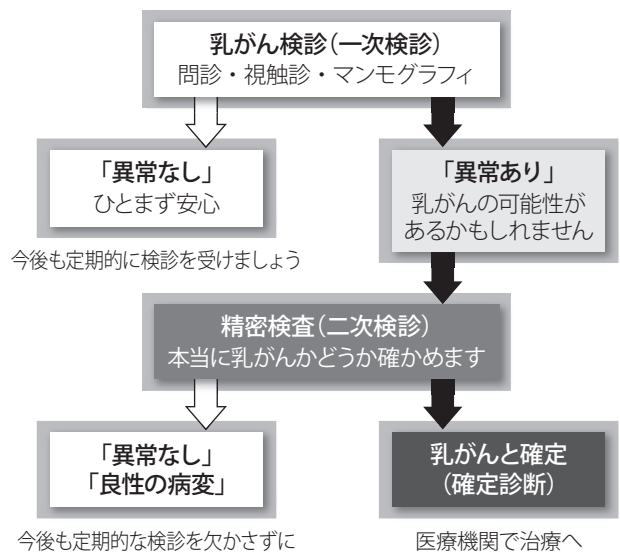 乳がん検診（一次検診）
問診・視触診・マンモグラフィ
「異常なし」
ひとまず安心
今後も定期的に検診を受けましょう
「異常あり」
乳がんの可能性が
あるかもしれません
精密検査（二次検診）
本当に乳がんかどうか確かめます
「異常なし」
「良性の病変」
今後も定期的な検診を欠かさずに
乳がんと確定
（確定診断）
医療機関で治療へ